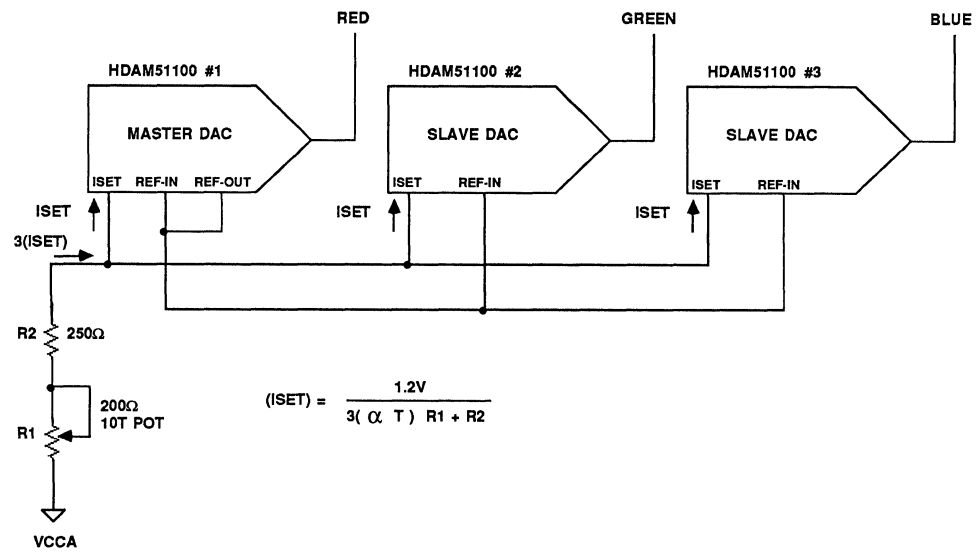 RED
GREEN
BLUE
HDAM51100 #1
HDAM51100 #2
HDAM51100 #3
MASTER DAC
SLAVE DAC
SLAVE DAC
ISET REF-IN REF-OUT
ISET REF-IN
ISET REF-IN
ISET
ISET
ISET
3(ISET)
R2 250Ω
200Ω
10T POT
R1
(ISET) = 1.2V
3( α T ) R1 + R2
VCCA